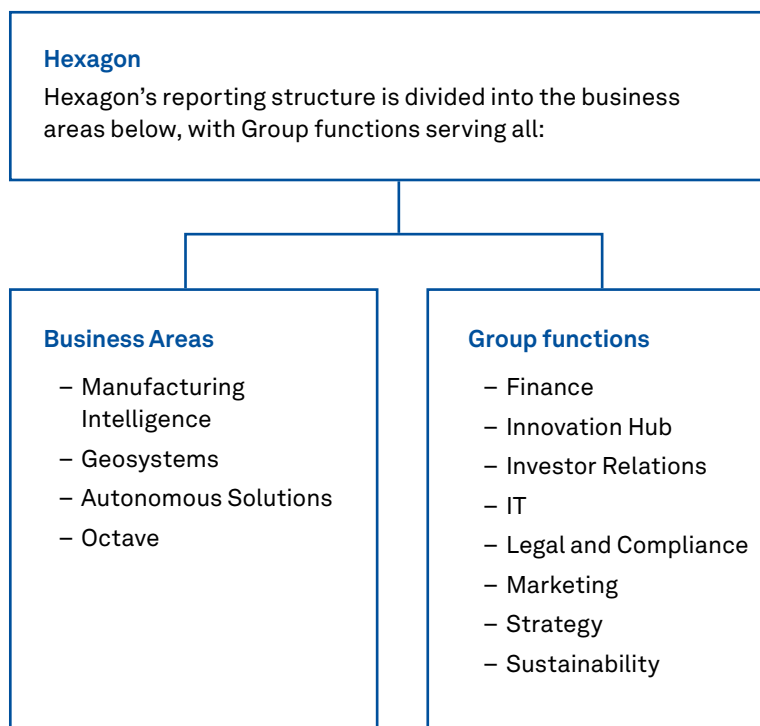 Hexagon
Hexagon’s reporting structure is divided into the business
areas below, with Group functions serving all:
Business Areas
– Manufacturing
Intelligence
– Geosystems
– Autonomous Solutions
– Octave
Group functions
– Finance
– Innovation Hub
– Investor Relations
– IT
– Legal and Compliance
– Marketing
– Strategy
– Sustainability